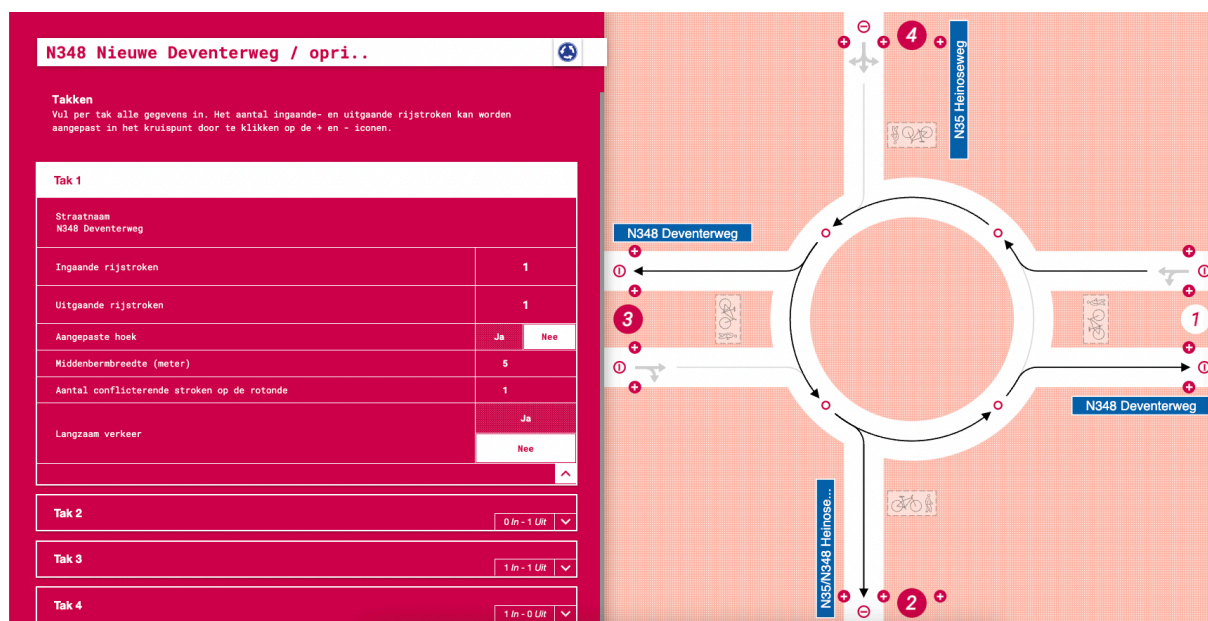 N348 Nieuwe Deventerweg / opri..
Takken
Vul per tak alle gegevens in. Het aantal ingaande- en uitgaande rijstroken kan worden
aangepast in het kruispunt door te klikken op de + en - iconen.
Tak 1
Straatnaam
N348 Deventerweg
Ingaande rijstroken 1
Uitgaande rijstroken 1
Aangepaste hoek Ja Nee
Middenbermbreedte (meter) 5
Aantal conflicterende stroken op de rotonde 1
Langzaam verkeer Ja
Nee
Tak 2
0 In - 1 Uit
Tak 3
1 In - 1 Uit
Tak 4
1 In - 0 Uit
4
N35 Heinoseweg
N348 Deventerweg
3
1
N348 Deventerweg
N35/N348 Heinose...
2